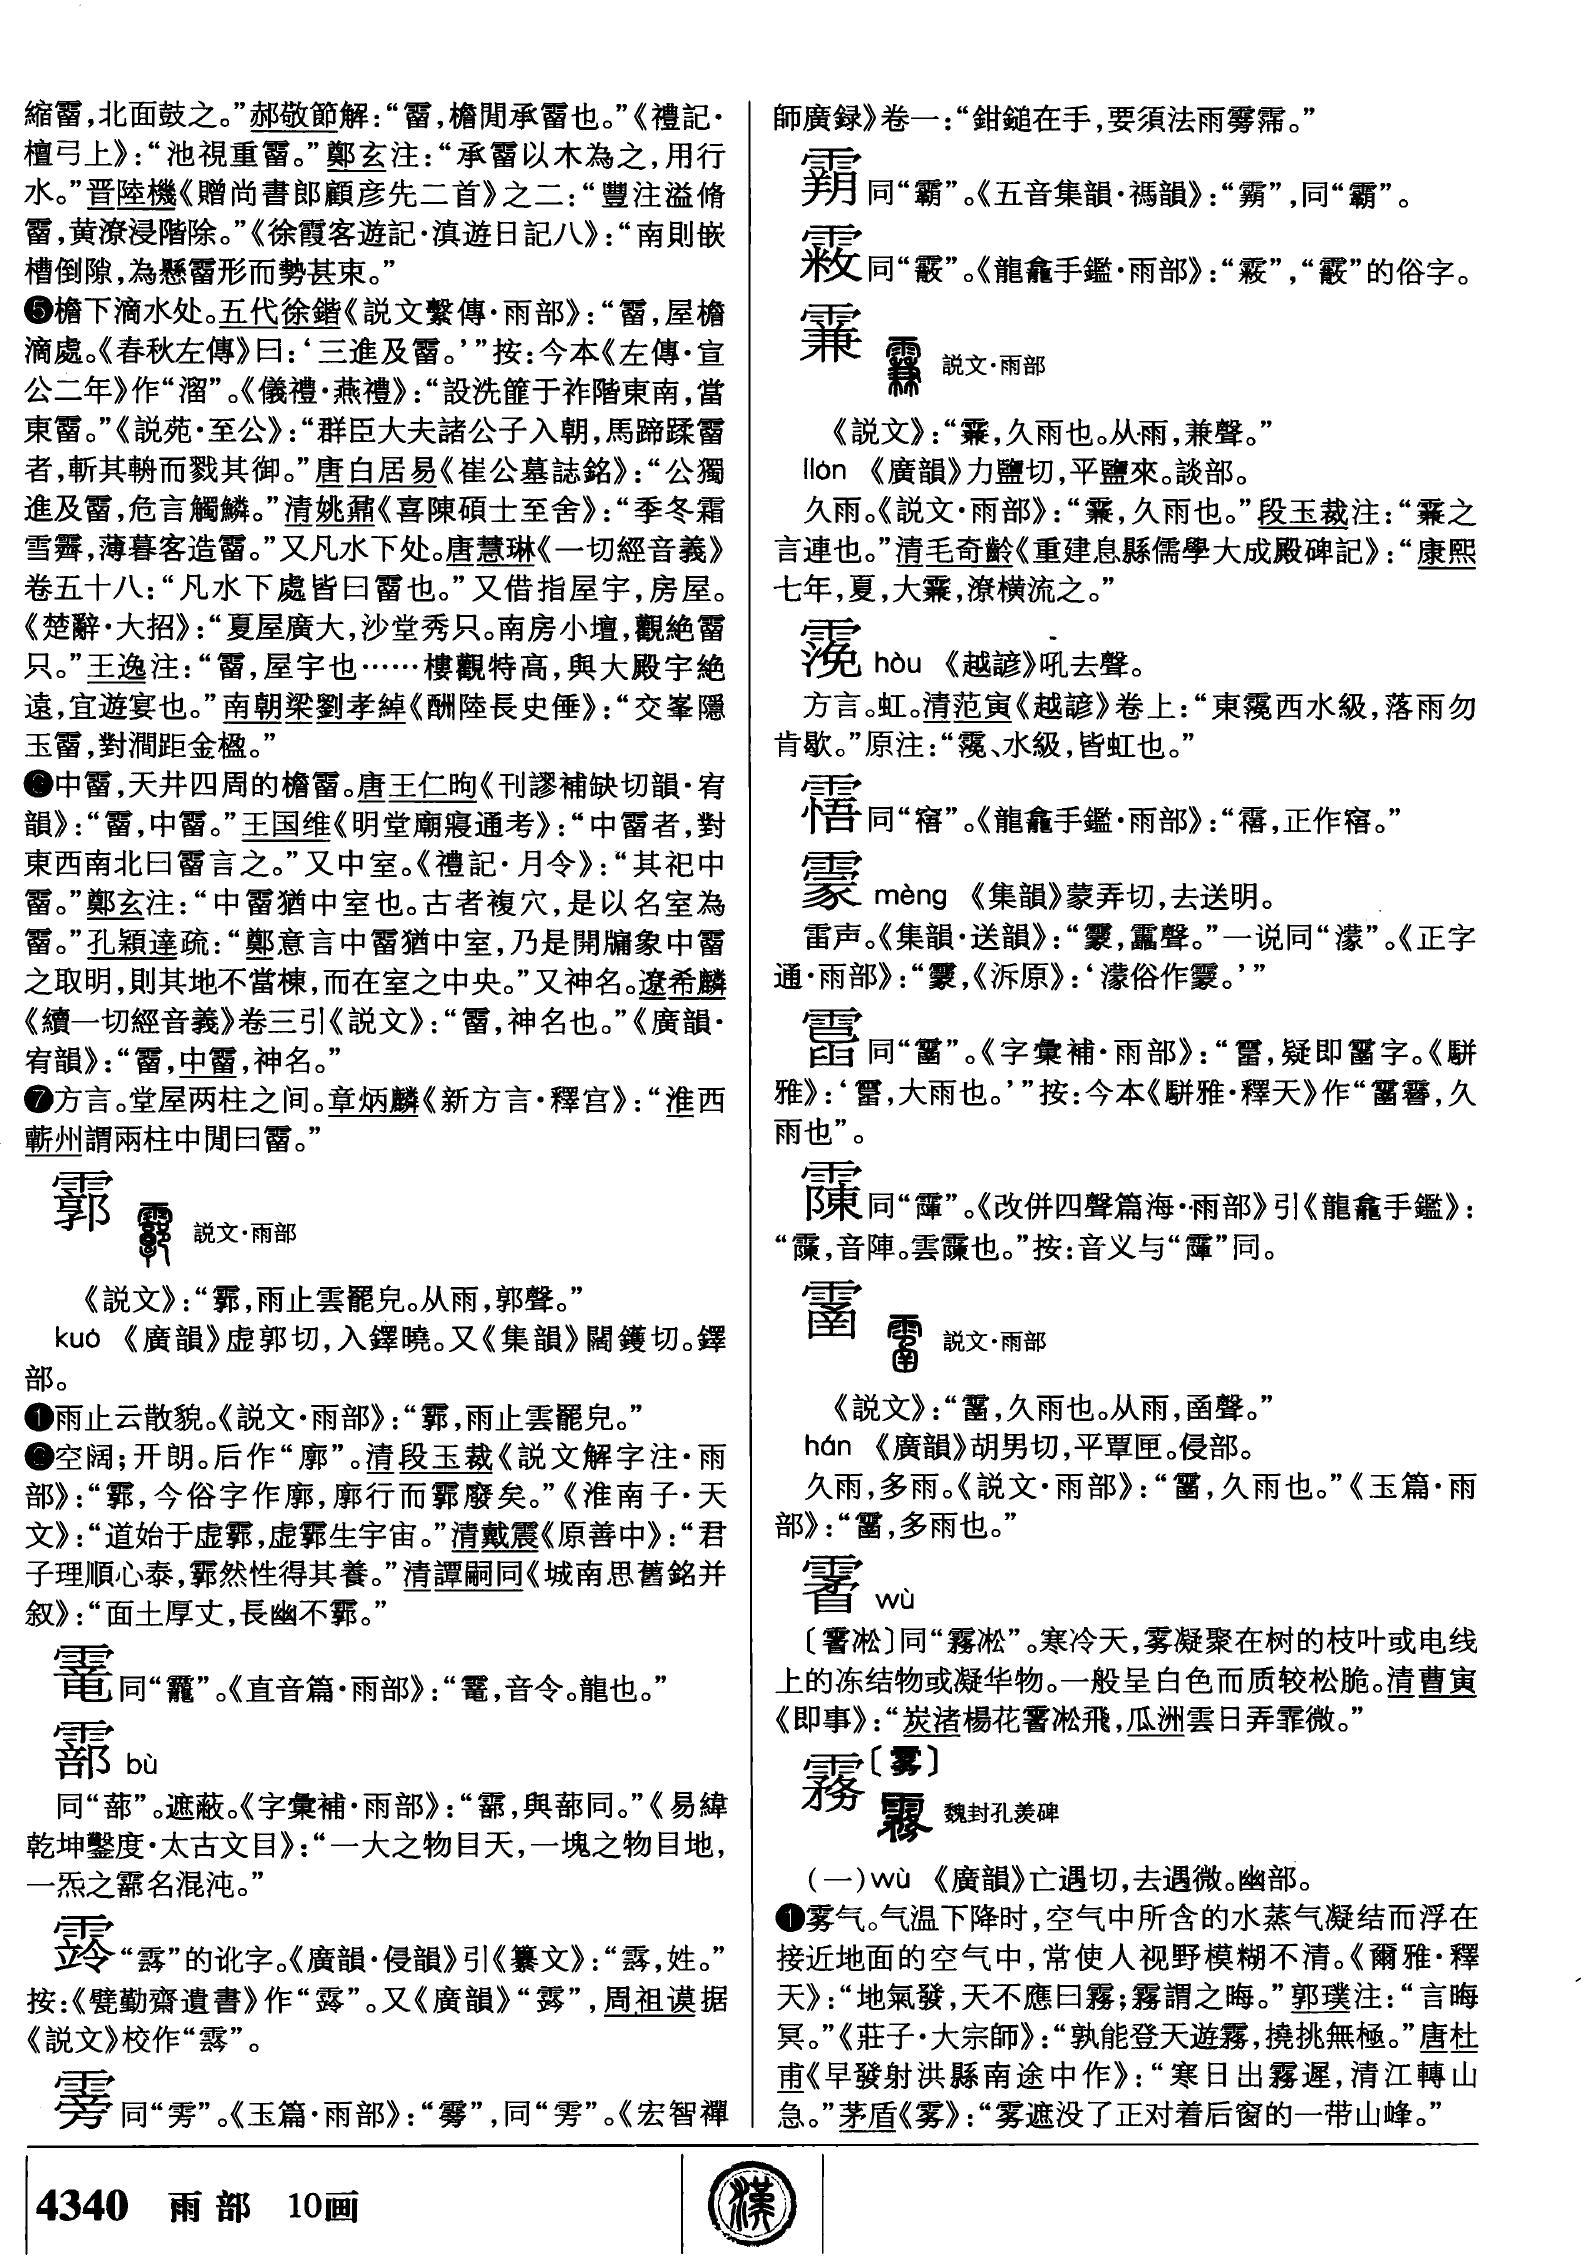 縮霤，北面鼓之。”郝敬節解：“霤，檐閒承霤也。”《禮記·
檀弓上》：“池視重霤。”鄭玄注：“承霤以木為之，用行
水。”晋陸機《贈尚書郎顧彦先二首》之二：“豐注溢脩
霤，黄潦浸階除。”《徐霞客遊記·滇遊日記八》：“南則嵌
槽倒隙，為懸霤形而勢甚束。”
❺檐下滴水处。五代徐鍇《説文繫傳·雨部》：“霤，屋檐
滴處。《春秋左傳》曰：‘三進及霤。’”按：今本《左傳·宣
公二年》作“溜”。《儀禮·燕禮》：“設洗篚于祚階東南，當
東霤。”《説苑·至公》：“群臣大夫諸公子入朝，馬蹄蹂霤
者，斬其輈而戮其御。”唐白居易《崔公墓誌銘》：“公獨
進及霤，危言觸鱗。”清姚鼐《喜陳碩士至舍》：“季冬霜
雪霽，薄暮客造霤。”又凡水下处。唐慧琳《一切經音義》
卷五十八：“凡水下處皆曰霤也。”又借指屋宇，房屋。
《楚辭·大招》：“夏屋廣大，沙堂秀只。南房小壇，觀絶霤
只。”王逸注：“霤，屋宇也……樓觀特高，與大殿宇絶
遠，宜遊宴也。”南朝梁劉孝綽《酬陸長史倕》：“交峯隱
玉霤，對澗距金楹。”
❻中霤，天井四周的檐霤。唐王仁昫《刊謬補缺切韻·宥
韻》：“霤，中霤。”王国维《明堂廟寢通考》：“中霤者，對
東西南北曰霤言之。”又中室。《禮記·月令》：“其祀中
霤。”鄭玄注：“中霤猶中室也。古者複穴，是以名室為
霤。”孔穎達疏：“鄭意言中霤猶中室，乃是開牖象中霤
之取明，則其地不當棟，而在室之中央。”又神名。遼希麟
《續一切經音義》卷三引《説文》：“霤，神名也。”《廣韻·
宥韻》：“霤，中霤，神名。”
❼方言。堂屋两柱之间。章炳麟《新方言·釋宫》：“淮西
蘄州謂兩柱中閒曰霤。”
霩 説文·雨部
《説文》：“霩，雨止雲罷皃。从雨，郭聲。”
kuò 《廣韻》虚郭切，入鐸曉。又《集韻》闊鑊切。鐸
部。
❶雨止云散貌。《説文·雨部》：“霩，雨止雲罷皃。”
❷空阔；开朗。后作“廓”。清段玉裁《説文解字注·雨
部》：“霩，今俗字作廓，廓行而霩廢矣。”《淮南子·天
文》：“道始于虚霩，虚霩生宇宙。”清戴震《原善中》：“君
子理順心泰，霩然性得其養。”清譚嗣同《城南思舊銘并
叙》：“面土厚丈，長幽不霩。”
同“龗”。《直音篇·雨部》：“，音令。龍也。”
bù
同“蔀”。遮蔽。《字彙補·雨部》：“，與蔀同。”《易緯
乾坤鑿度·太古文目》：“一大之物目天，一塊之物目地，
一炁之名混沌。”
“”的讹字。《廣韻·侵韻》引《纂文》：“，姓。”
按：《甓勤齋遺書》作“”。又《廣韻》“”，周祖谟据
《説文》校作“”。
霶 同“雱”。《玉篇·雨部》：“霶”，同“雱”。《宏智禪
師廣録》卷一：“鉗鎚在手，要須法雨霶霈。”
同“霸”。《五音集韻·禡韻》：“”，同“霸”。
同“霰”。《龍龕手鑑·雨部》：“”，“霰”的俗字。
䨬 説文·雨部
《説文》：“䨬，久雨也。从雨，兼聲。”
lián 《廣韻》力鹽切，平鹽來。談部。
久雨。《説文·雨部》：“䨬，久雨也。”段玉裁注：“䨬之
言連也。”清毛奇齡《重建息縣儒學大成殿碑記》：“康熙
七年，夏，大䨬，潦横流之。”
hòu 《越諺》吼去聲。
方言。虹。清范寅《越諺》卷上：“東西水級，落雨勿
肯歇。”原注：“、水級，皆虹也。”
同“寤”。《龍龕手鑑·雨部》：“，正作寤。”
mèng 《集韻》蒙弄切，去送明。
雷声。《集韻·送韻》：“，靁聲。”一说同“濛”。《正字
通·雨部》：“，《泝原》：‘濛俗作。’”
同“䨡”。《字彙補·雨部》：“，疑即䨡字。《駢
雅》：‘，大雨也。’”按：今本《駢雅·釋天》作“䨡，久
雨也”。
同“”。《改併四聲篇海·雨部》引《龍龕手鑑》：
“，音陣。雲也。”按：音义与“”同。
䨡 説文·雨部
《説文》：“䨡，久雨也。从雨，圅聲。”
hán 《廣韻》胡男切，平覃匣。侵部。
久雨，多雨。《説文·雨部》：“䨡，久雨也。”《玉篇·雨
部》：“䨡，多雨也。”
wù
〔凇〕同“霧凇”。寒冷天，雾凝聚在树的枝叶或电线
上的冻结物或凝华物。一般呈白色而质较松脆。清曹寅
《即事》：“炭渚楊花凇飛，瓜洲雲日弄霏微。”
霧〔雾〕 魏封孔羨碑
（一）wù 《廣韻》亡遇切，去遇微。幽部。
❶雾气。气温下降时，空气中所含的水蒸气凝结而浮在
接近地面的空气中，常使人视野模糊不清。《爾雅·釋
天》：“地氣發，天不應曰霧；霧謂之晦。”郭璞注：“言晦
冥。”《莊子·大宗師》：“孰能登天遊霧，撓挑無極。”唐杜
甫《早發射洪縣南途中作》：“寒日出霧遲，清江轉山
急。”茅盾《雾》：“雾遮没了正对着后窗的一带山峰。”
4340 雨部 10画
漢